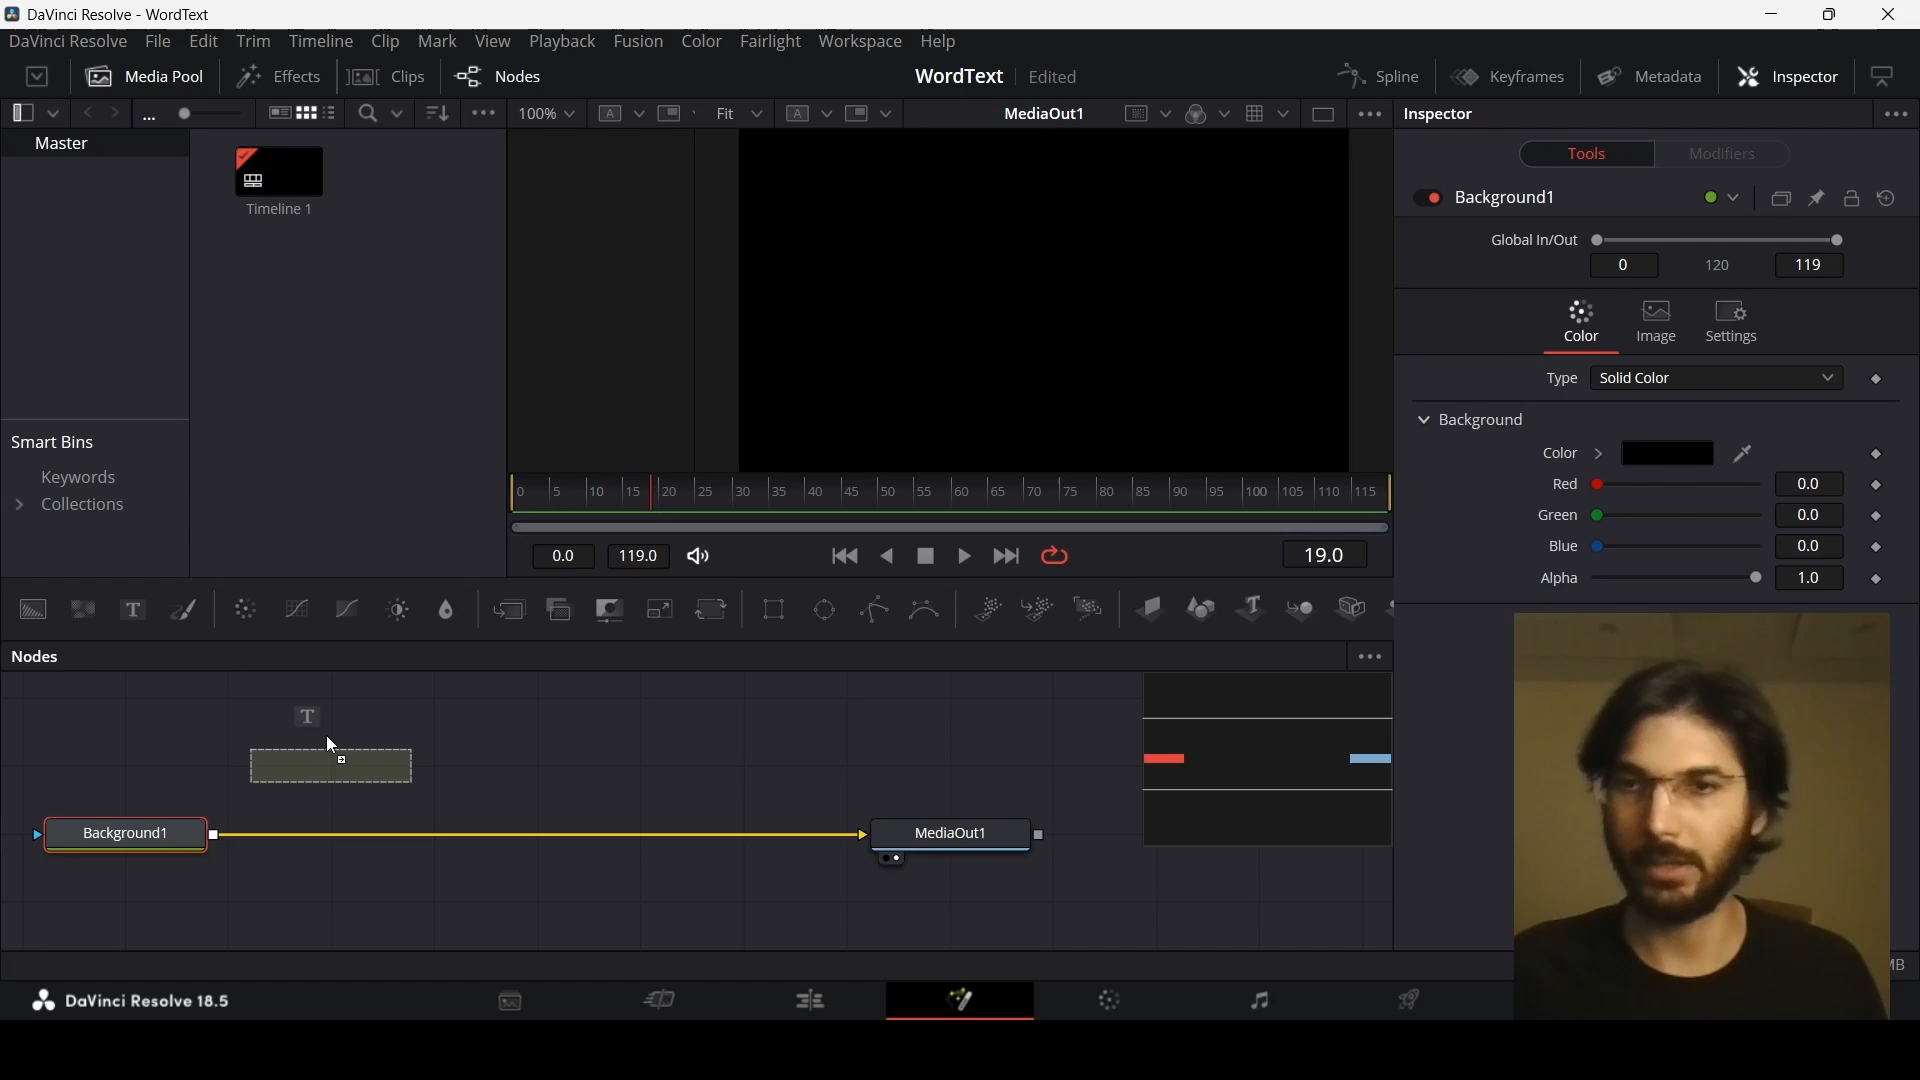 DaVinci Resolve - WordText
DaVinci Resolve File Edit Trim Timeline Clip Mark View Playback Fusion Color Fairlight Workspace Help
Media Pool Effects Clips Nodes WordText Edited Spline Keyframes Metadata Inspector
... 100% A Fit A MediaOut1 Inspector
Master
Timeline 1
Smart Bins
Keywords
Collections
Tools Modifiers
Background1
Global In/Out
0 120 119
Color Image Settings
Type Solid Color
Background
Color
Red 0.0
Green 0.0
Blue 0.0
Alpha 1.0
0 5 10 15 20 25 30 35 40 45 50 55 60 65 70 75 80 85 90 95 100 105 110 115
0.0 119.0 19.0
T T
Nodes
T
Background1 MediaOut1
MB
DaVinci Resolve 18.5